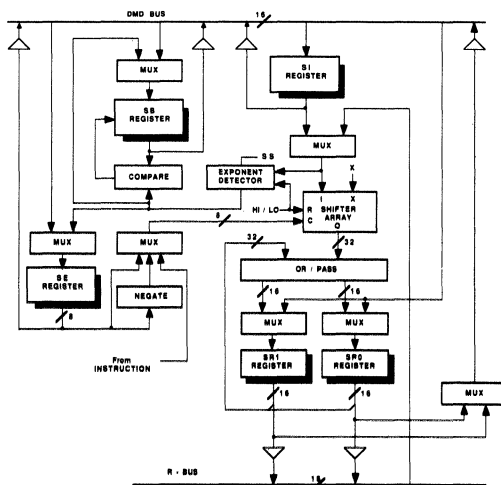 DMD BUS
16
MUX
SI
REGISTER
SB
REGISTER
MUX
COMPARE
SS
EXPONENT
DETECTOR
X
HI / LO
I X
R SHIFTER
C ARRAY
O
8
32
32
MUX
MUX
OR / PASS
SE
REGISTER
NEGATE
16
16
MUX
MUX
8
From
INSTRUCTION
SR1
REGISTER
SR0
REGISTER
16
16
MUX
R - BUS
16